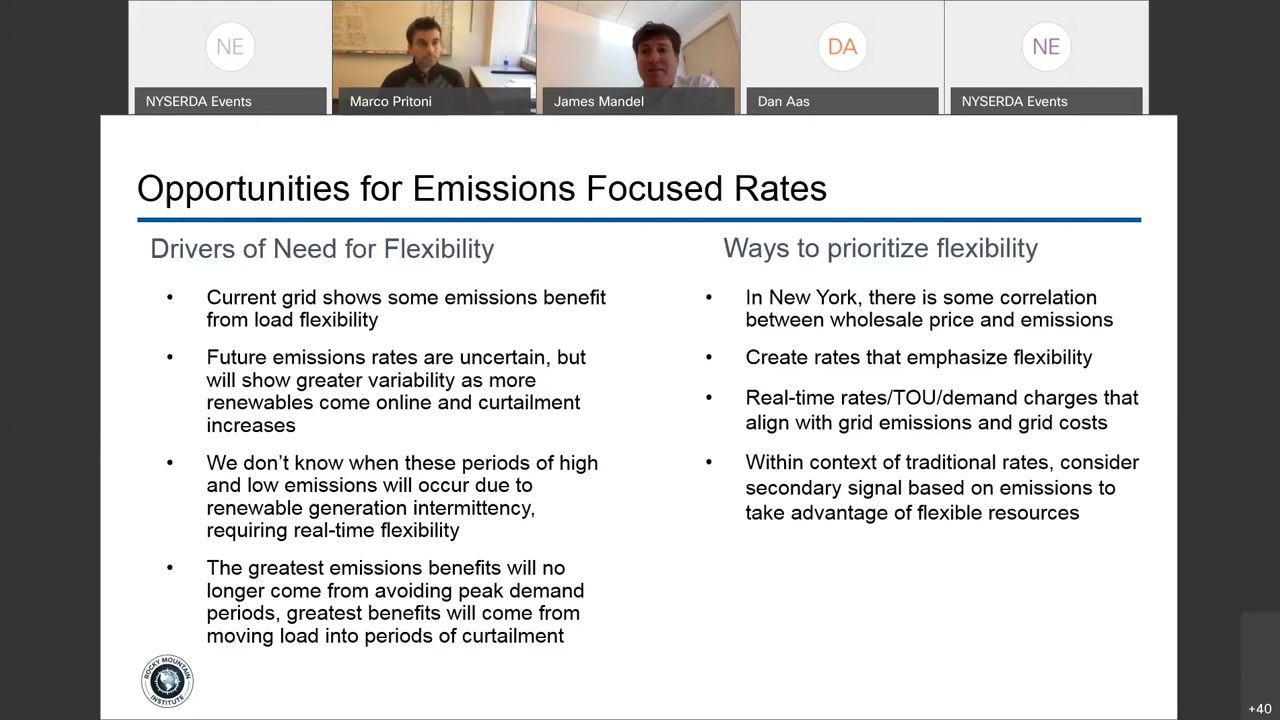 NE
DA
NE
NYSERDA Events
Marco Pritoni
James Mandel
Dan Aas
NYSERDA Events
Opportunities for Emissions Focused Rates
Drivers of Need for Flexibility
• Current grid shows some emissions benefit
from load flexibility
• Future emissions rates are uncertain, but
will show greater variability as more
renewables come online and curtailment
increases
• We don’t know when these periods of high
and low emissions will occur due to
renewable generation intermittency,
requiring real-time flexibility
• The greatest emissions benefits will no
longer come from avoiding peak demand
periods, greatest benefits will come from
moving load into periods of curtailment
Ways to prioritize flexibility
• In New York, there is some correlation
between wholesale price and emissions
• Create rates that emphasize flexibility
• Real-time rates/TOU/demand charges that
align with grid emissions and grid costs
• Within context of traditional rates, consider
secondary signal based on emissions to
take advantage of flexible resources
ROCKY MOUNTAIN
INSTITUTE
+40